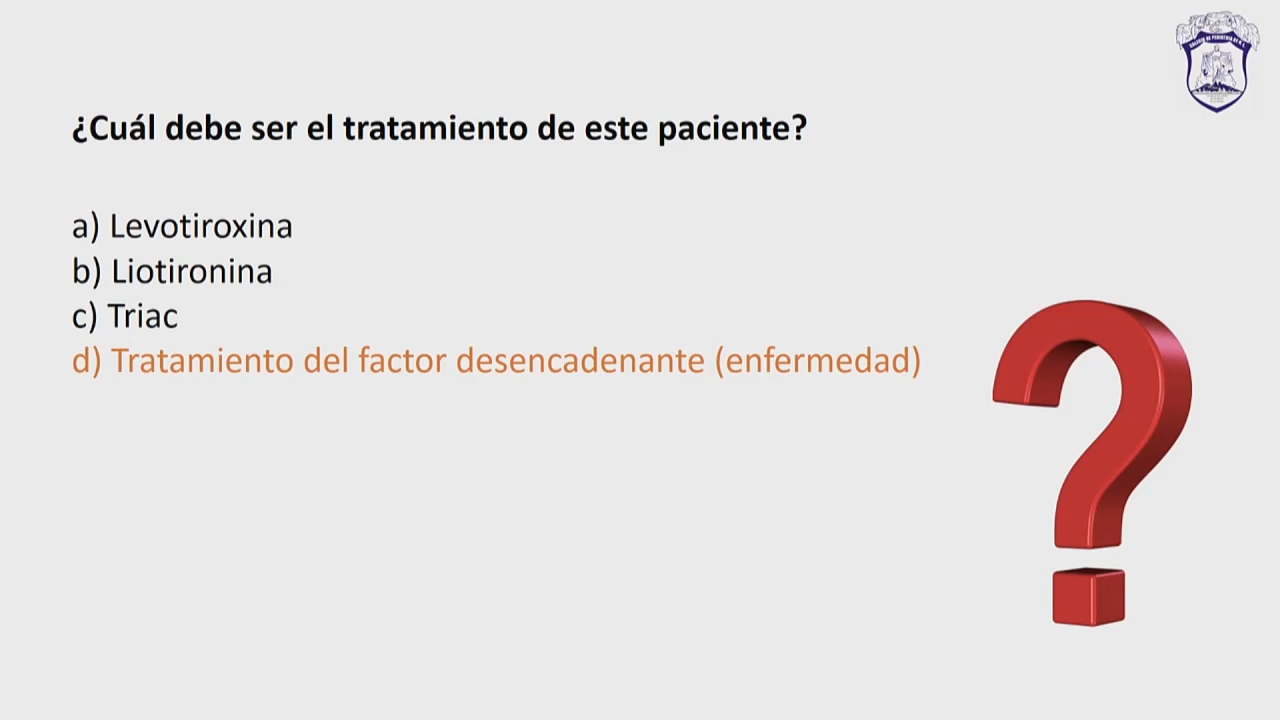 ¿Cuál debe ser el tratamiento de este paciente?
a) Levotiroxina
b) Liotironina
c) Triac
d) Tratamiento del factor desencadenante (enfermedad)